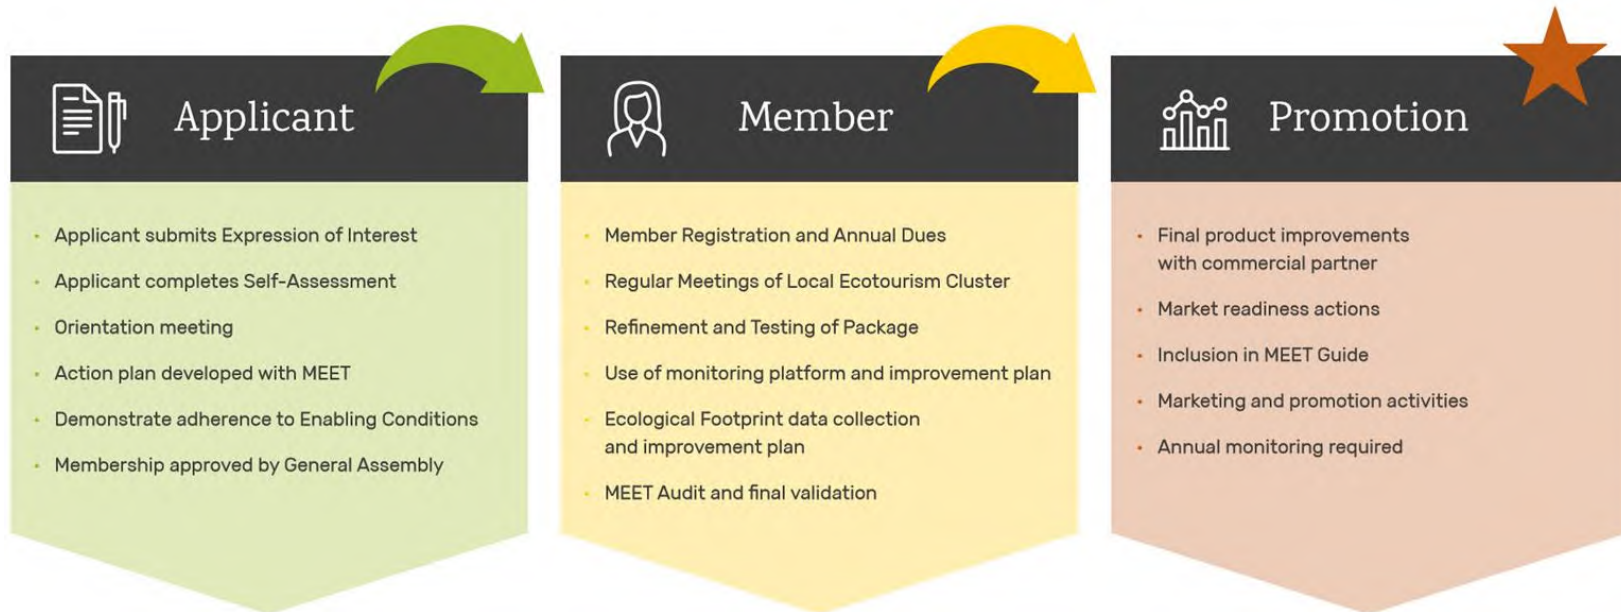 Applicant
Applicant submits Expression of Interest
Applicant completes Self-Assessment
Orientation meeting
Action plan developed with MEET
Demonstrate adherence to Enabling Conditions
Membership approved by General Assembly
Member
Member Registration and Annual Dues
Regular Meetings of Local Ecotourism Cluster
Refinement and Testing of Package
Use of monitoring platform and improvement plan
Ecological Footprint data collection
and improvement plan
MEET Audit and final validation
Promotion
Final product improvements
with commercial partner
Market readiness actions
Inclusion in MEET Guide
Marketing and promotion activities
Annual monitoring required